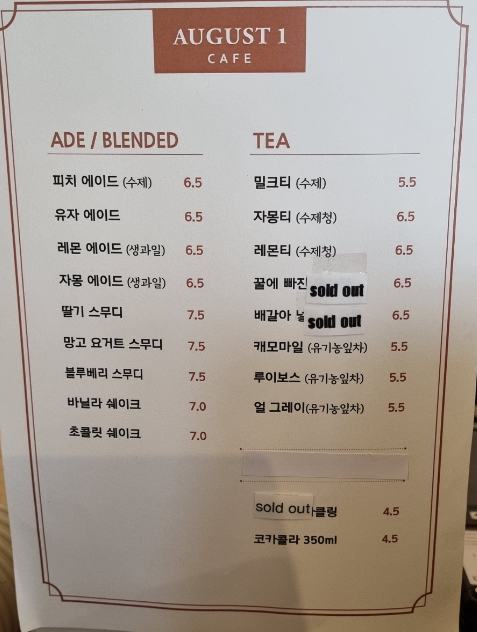 AUGUST 1
CAFE
ADE / BLENDED
피치 에이드 (수제) 6.5
유자 에이드 6.5
레몬 에이드 (생과일) 6.5
자몽 에이드 (생과일) 6.5
딸기 스무디 7.5
망고 요거트 스무디 7.5
블루베리 스무디 7.5
바닐라 쉐이크 7.0
초콜릿 쉐이크 7.0
TEA
밀크티 (수제) 5.5
자몽티 (수제청) 6.5
레몬티 (수제청) 6.5
꿀에 빠진 sold out 6.5
배갈아 sold out 6.5
캐모마일 (유기농잎차) 5.5
루이보스 (유기농잎차) 5.5
얼 그레이(유기농잎차) 5.5
sold out 클링 4.5
코카콜라 350ml 4.5